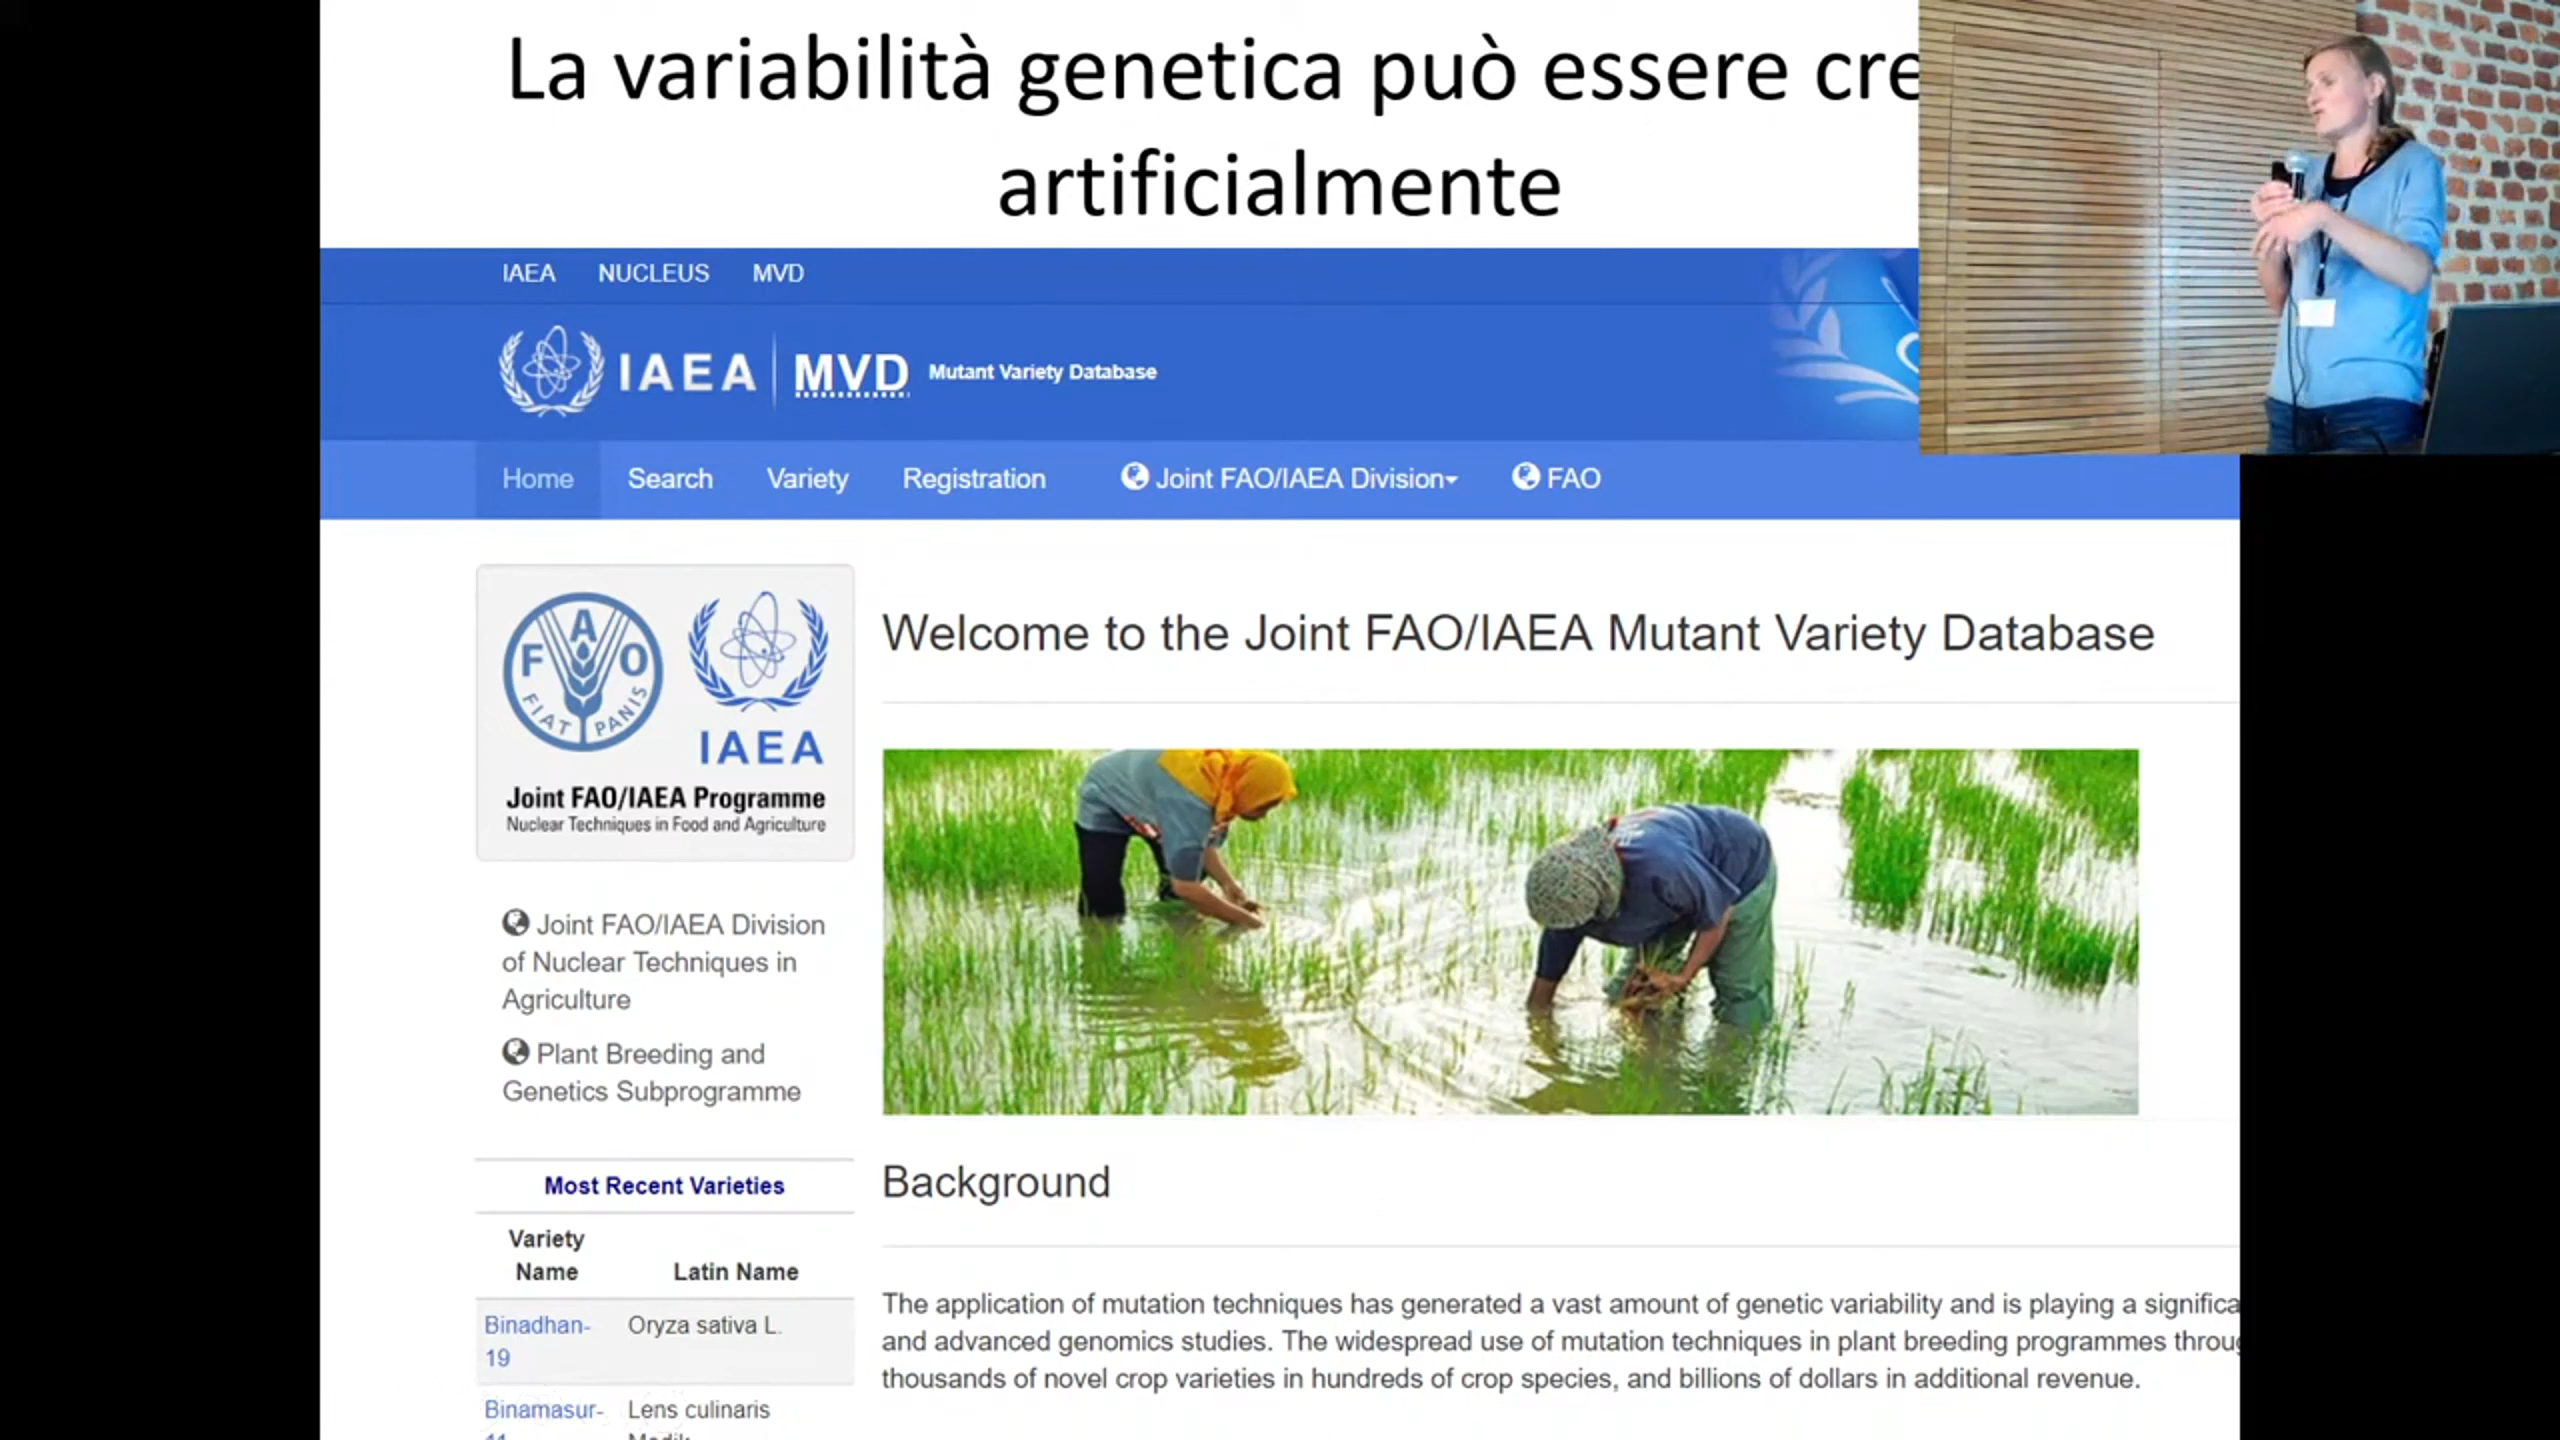 La variabilità genetica può essere cre
artificialmente
IAEA NUCLEUS MVD
IAEA MVD Mutant Variety Database
Home Search Variety Registration Joint FAO/IAEA Division FAO
FAO
FIAT PANIS
IAEA
Joint FAO/IAEA Programme
Nuclear Techniques in Food and Agriculture
Joint FAO/IAEA Division
of Nuclear Techniques in
Agriculture
Plant Breeding and
Genetics Subprogramme
Most Recent Varieties
Variety
Name
Latin Name
Binadhan-
19
Oryza sativa L.
Binamasur-
Lens culinaris
Welcome to the Joint FAO/IAEA Mutant Variety Database
Background
The application of mutation techniques has generated a vast amount of genetic variability and is playing a significa
and advanced genomics studies. The widespread use of mutation techniques in plant breeding programmes throug
thousands of novel crop varieties in hundreds of crop species, and billions of dollars in additional revenue.